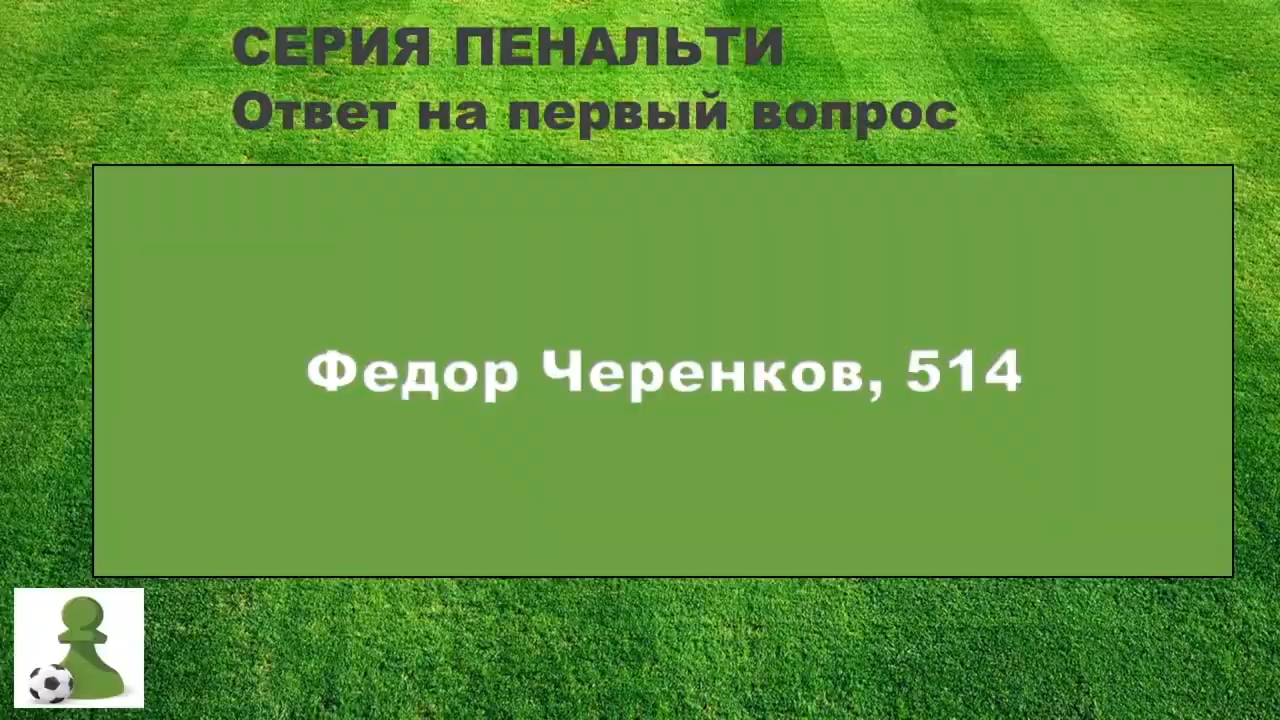 СЕРИЯ ПЕНАЛЬТИ
Ответ на первый вопрос
Федор Черенков, 514